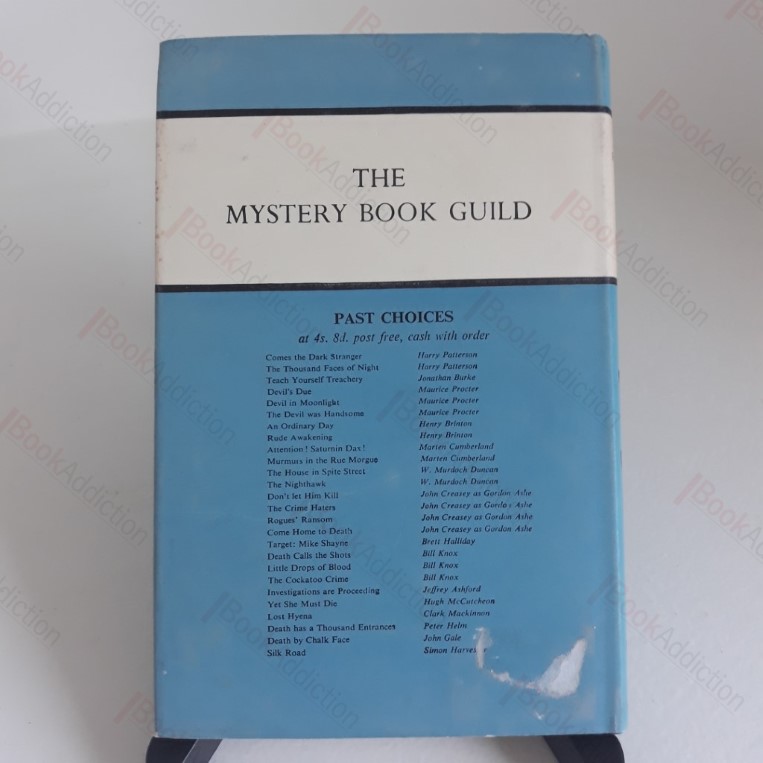 THE
MYSTERY BOOK GUILD
PAST CHOICES
at 4s. 8d. post free, cash with order
Comes the Dark Stranger Harry Patterson
The Thousand Faces of Night Harry Patterson
Teach Yourself Treachery Jonathan Burke
Devil's Due Maurice Procter
Devil in Moonlight Maurice Procter
The Devil was Handsome Maurice Procter
An Ordinary Day Henry Brinton
Rude Awakening Henry Brinton
Attention! Saturnin Dax! Marten Cumberland
Murmurs in the Rue Morgue Marten Cumberland
The House in Spite Street W. Murdoch Duncan
The Nighthawk W. Murdoch Duncan
Don't let Him Kill John Creasey as Gordon Ashe
The Crime Haters John Creasey as Gordon Ashe
Rogues' Ransom John Creasey as Gordon Ashe
Come Home to Death John Creasey as Gordon Ashe
Target: Mike Shayne Brett Halliday
Death Calls the Shots Bill Knox
Little Drops of Blood Bill Knox
The Cockatoo Crime Bill Knox
Investigations are Proceeding Jeffrey Ashford
Yet She Must Die Hugh McCutcheon
Lost Hyena Clark Mackinnon
Death has a Thousand Entrances Peter Helm
Death by Chalk Face John Gale
Silk Road Simon
BookAddiction